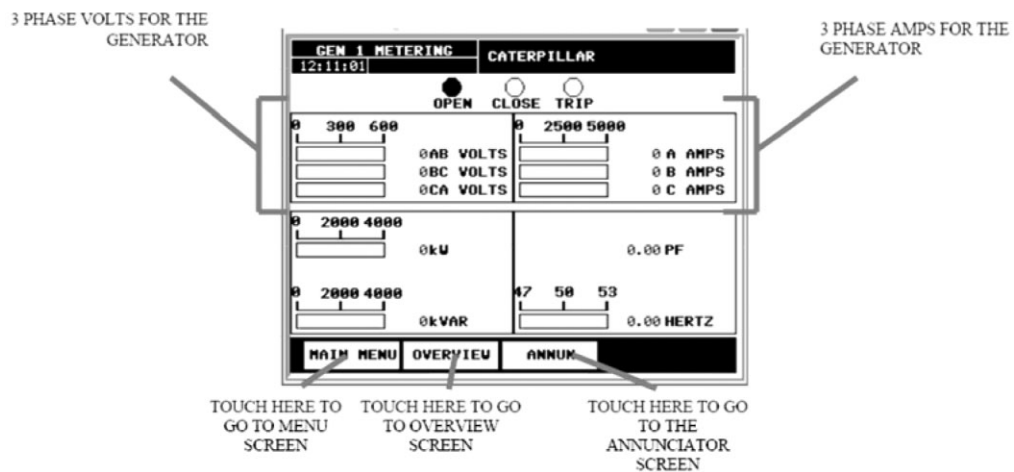 3 PHASE VOLTS FOR THE
GENERATOR
3 PHASE AMPS FOR THE
GENERATOR
GEN 1 METERING
12:11:01
CATERPILLAR
OPEN CLOSE TRIP
0 300 600
0AB VOLTS
0BC VOLTS
0CA VOLTS
0 2500 5000
0 A AMPS
0 B AMPS
0 C AMPS
0 2000 4000
0kW
0.00 PF
0 2000 4000
0kVAR
47 50 53
0.00 HERTZ
MAIN MENU OVERVIEW ANNUN
TOUCH HERE TO
GO TO MENU
SCREEN
TOUCH HERE TO GO
TO OVERVIEW
SCREEN
TOUCH HERE TO GO
TO THE
ANNUNCIATOR
SCREEN